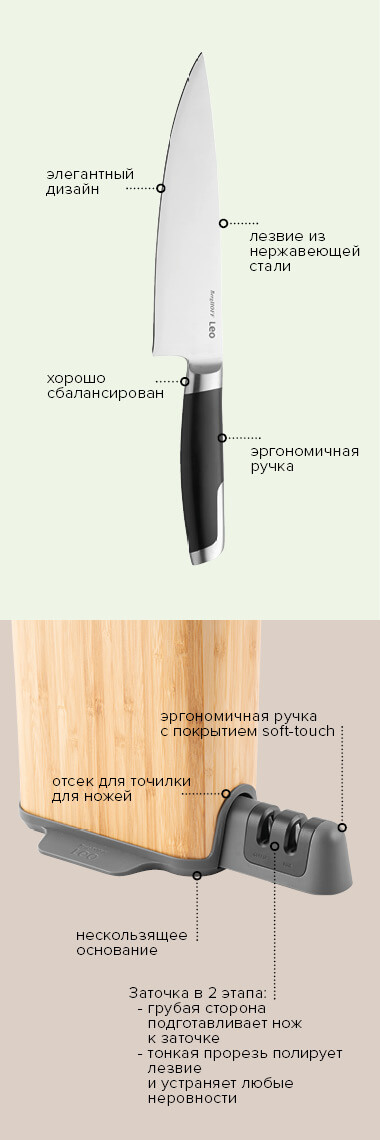 элегантный
дизайн
лезвие из
нержавеющей
стали
Leo
хорошо
сбалансирован
эргономичная
ручка
эргономичная ручка
с покрытием soft-touch
отсек для точилки
для ножей
нескользящее
основание
Заточка в 2 этапа:
- грубая сторона
подготавливает нож
к заточке
- тонкая прорезь полирует
лезвие
и устраняет любые
неровности